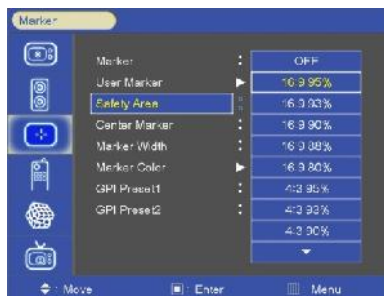 Marker
Marker : OFF
User Marker 16:9 95%
Safety Area : 16:9 93%
Center Marker : 16:9 90%
Marker Width : 16:9 88%
Marker Color 16:9 80%
GPI Preset1 : 4:3 95%
GPI Preset2 : 4:3 93%
4:3 90%
: Move : Enter Menu